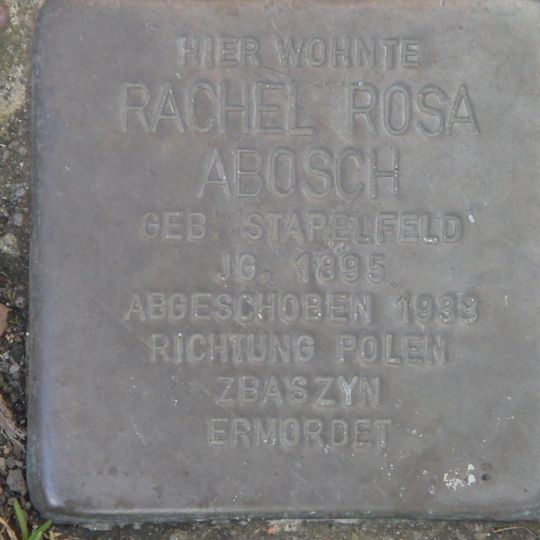 HIER WOHNTE
RACHEL ROSA
ABOSCH
GEB. STAPELFELD
JG. 1895
ABGESCHOBEN 1938
RICHTUNG POLEN
ZBASZYN
ERMORDET